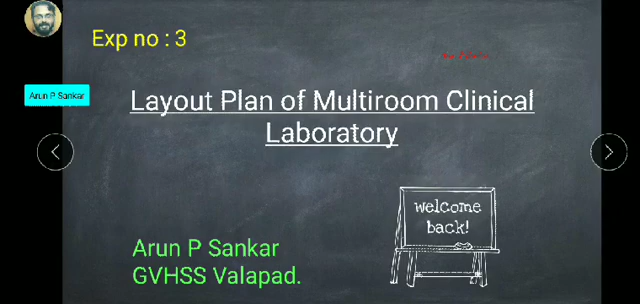 Exp no : 3
Arun P Sankar
Layout Plan of Multiroom Clinical
Laboratory
welcome
back!
Arun P Sankar
GVHSS Valapad.